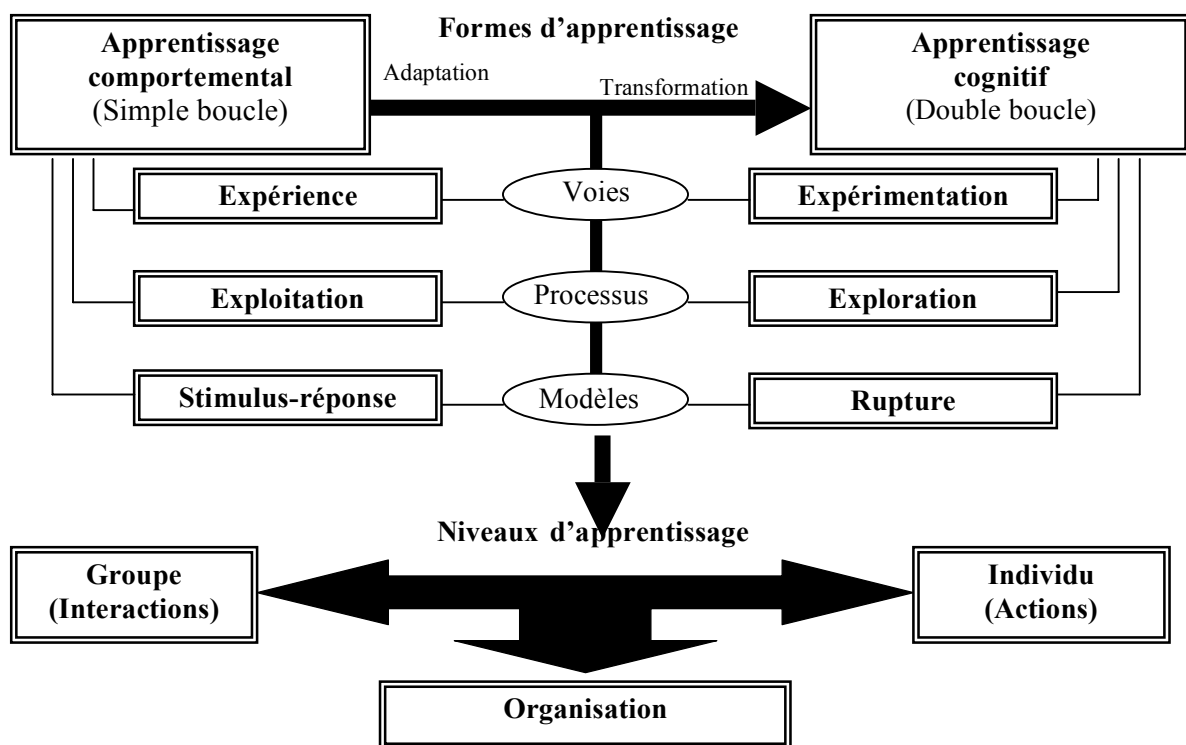 Formes d’apprentissage
Apprentissage
comportemental
(Simple boucle)
Adaptation
Transformation
Apprentissage
cognitif
(Double boucle)
Expérience
Voies
Expérimentation
Exploitation
Processus
Exploration
Stimulus-réponse
Modèles
Rupture
Niveaux d’apprentissage
Groupe
(Interactions)
Individu
(Actions)
Organisation